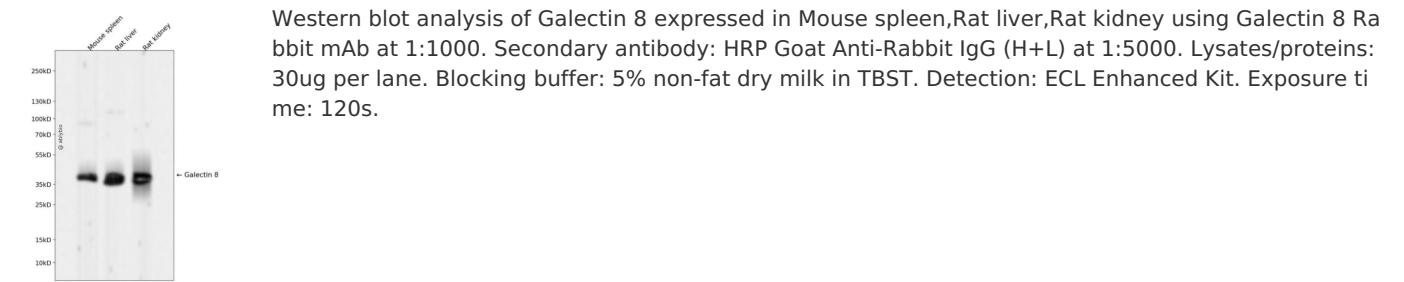 Mouse spleen
Rat liver
Rat kidney
250kD
130kD
100kD
70kD
55kD
35kD
25kD
15kD
10kD
@ ablybio
← Galectin 8
Western blot analysis of Galectin 8 expressed in Mouse spleen,Rat liver,Rat kidney using Galectin 8 Ra
bbit mAb at 1:1000. Secondary antibody: HRP Goat Anti-Rabbit IgG (H+L) at 1:5000. Lysates/proteins:
30ug per lane. Blocking buffer: 5% non-fat dry milk in TBST. Detection: ECL Enhanced Kit. Exposure ti
me: 120s.